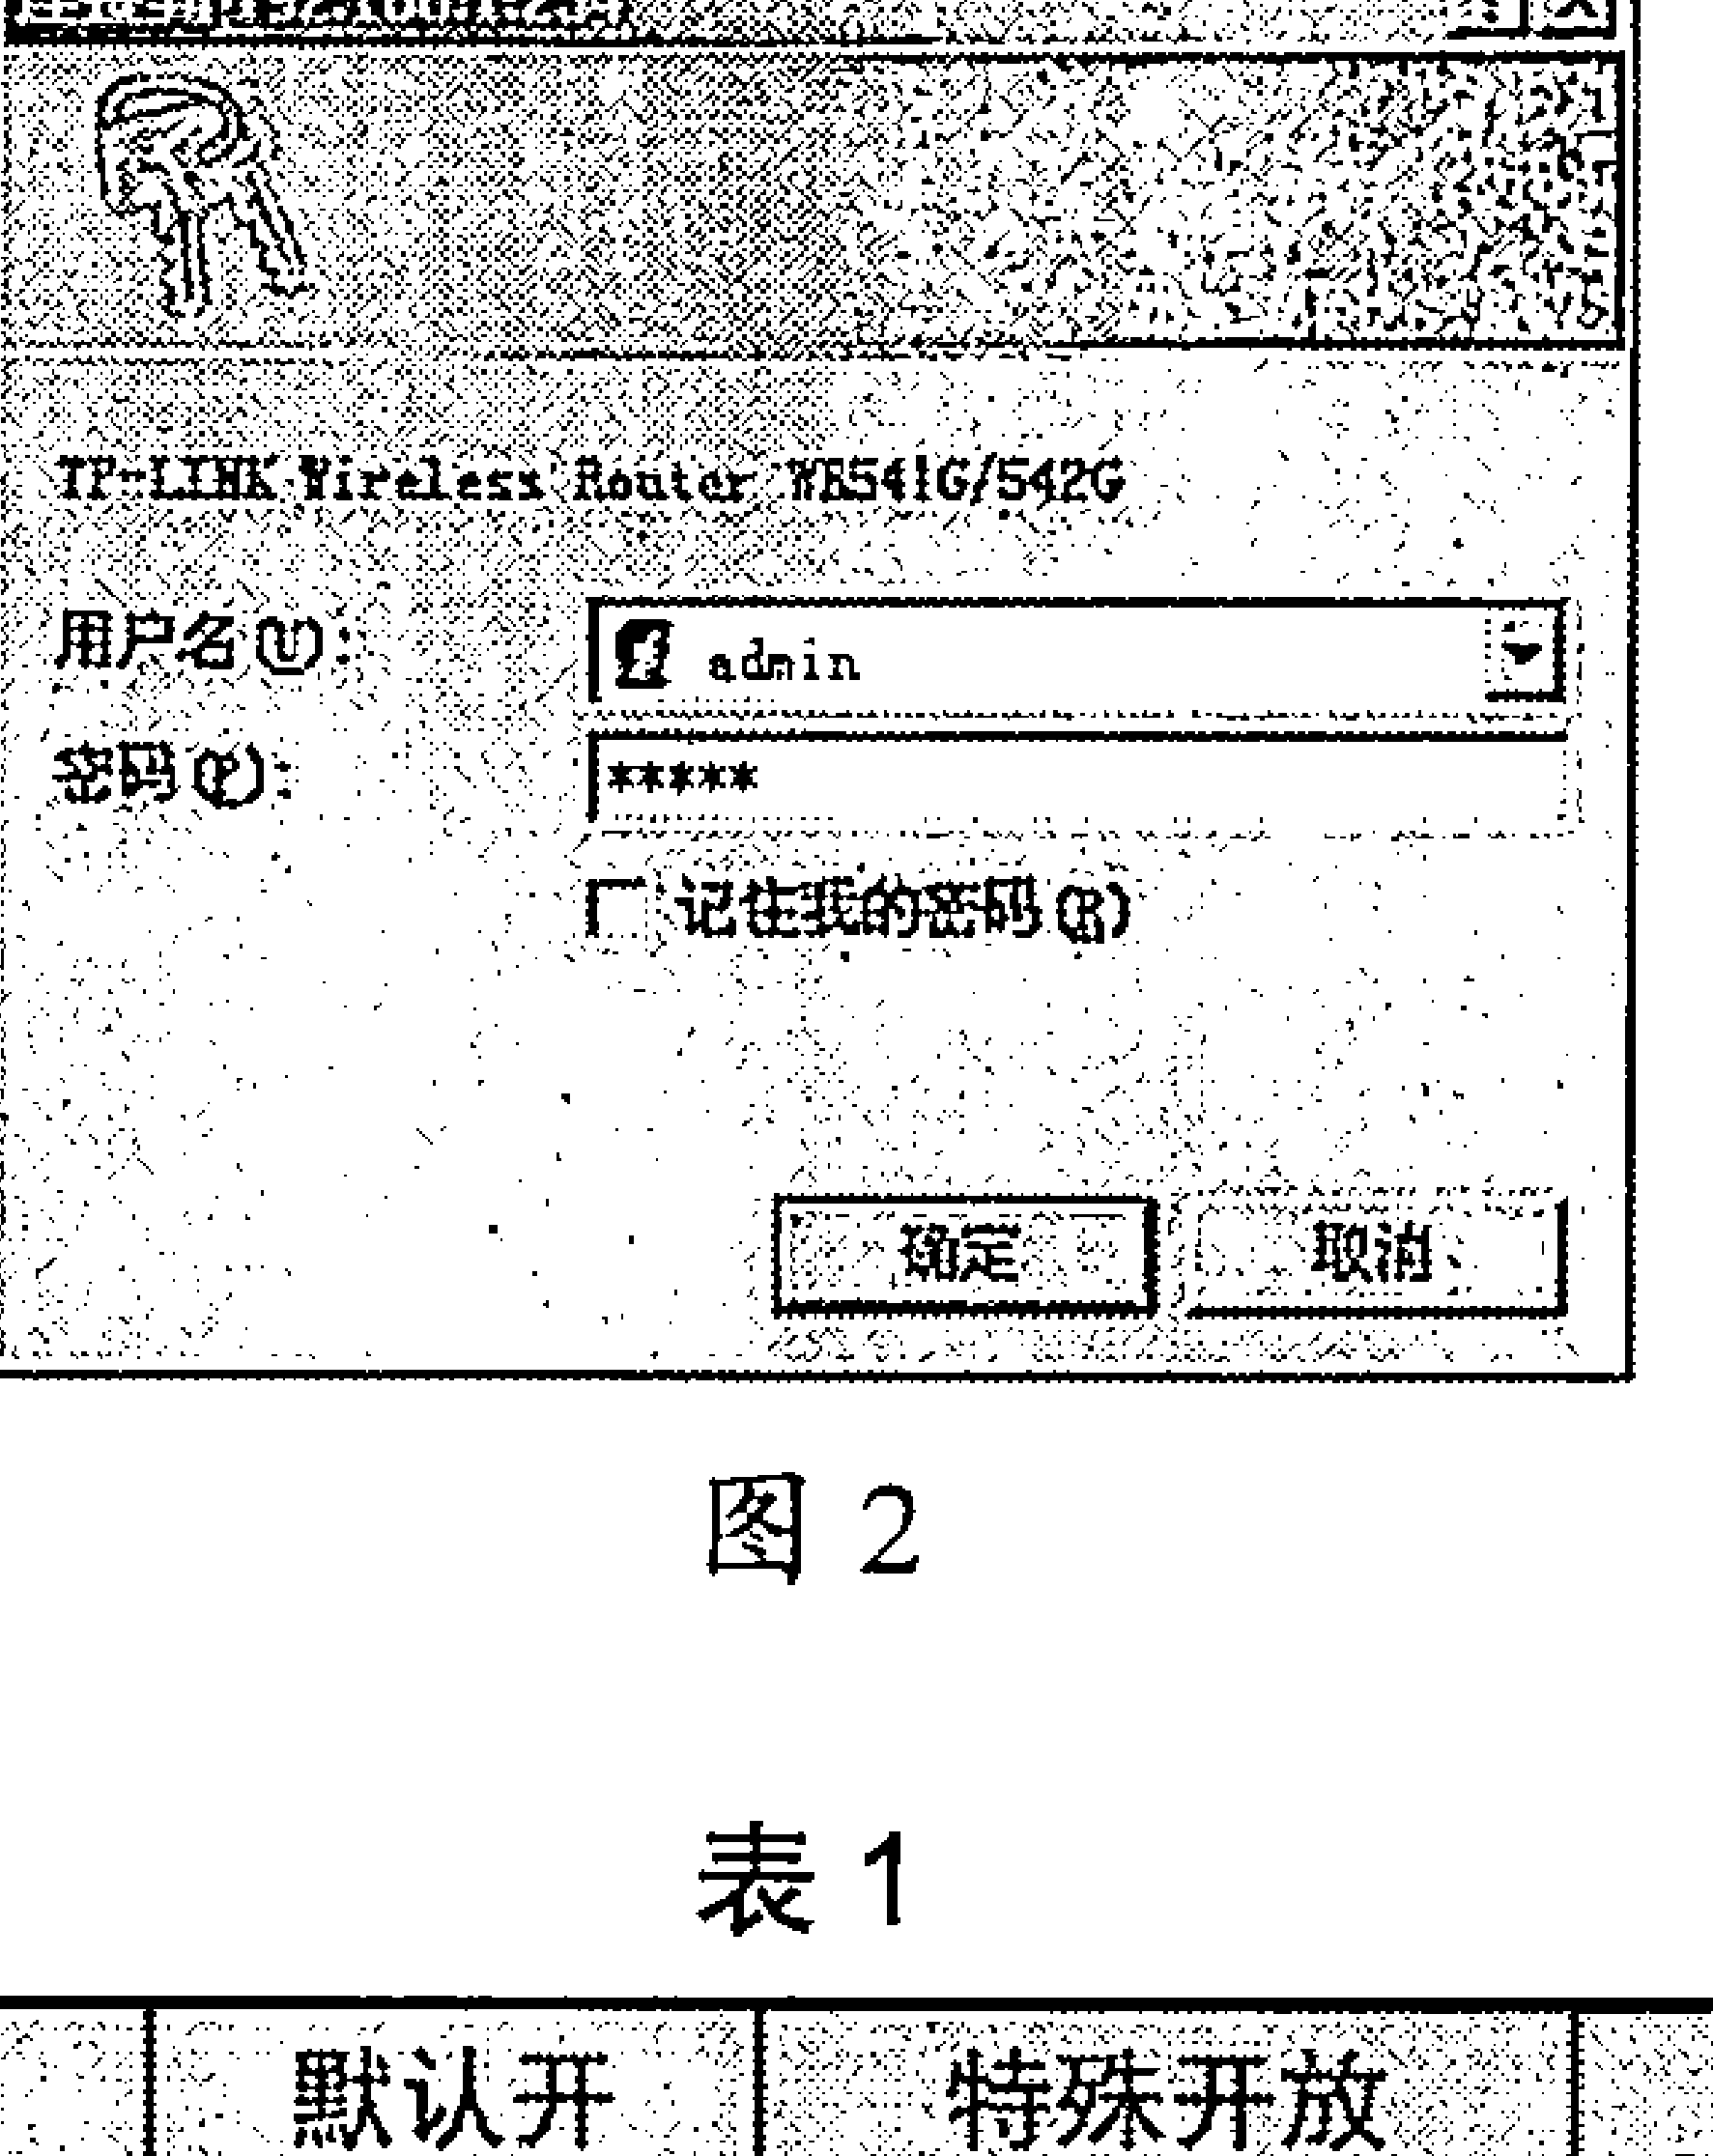 TP-LINK Wireless Router WR541G/542G
用户名(U):
admin
密码(P):
*****
记住我的密码(R)
确定 取消
图 2
表 1
默认开 特殊开放